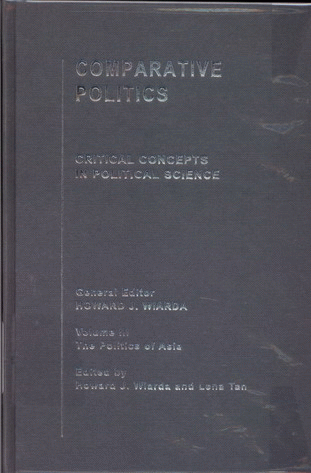 COMPARATIVE
POLITICS
CRITICAL CONCEPTS
IN POLITICAL SCIENCE
General Editor
HOWARD J. WIARDA
Volume III
The Politics of Asia
Edited by
Howard J. Wiarda and Lena Tan